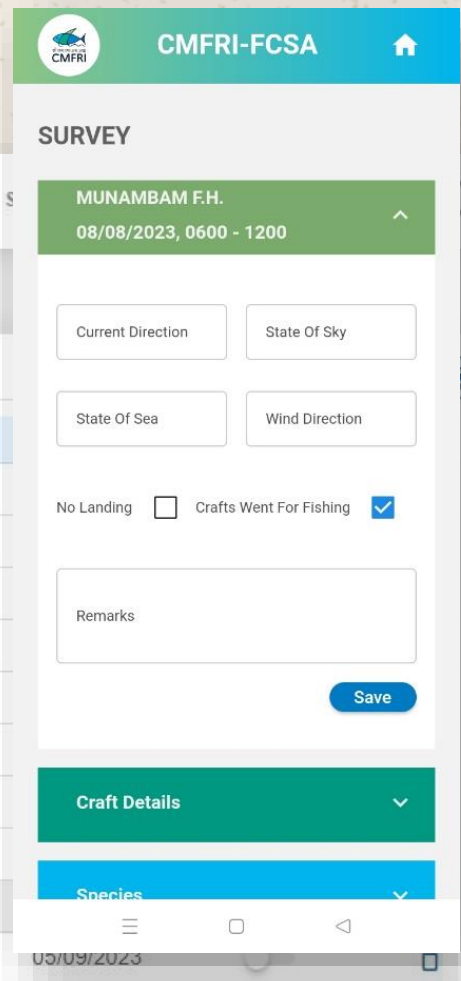 CMFRI
CMFRI-FCSA
SURVEY
MUNAMBAM F.H.
08/08/2023, 0600 - 1200
Current Direction
State Of Sky
State Of Sea
Wind Direction
No Landing
Crafts Went For Fishing
Remarks
Save
Craft Details
Species
05/09/2023